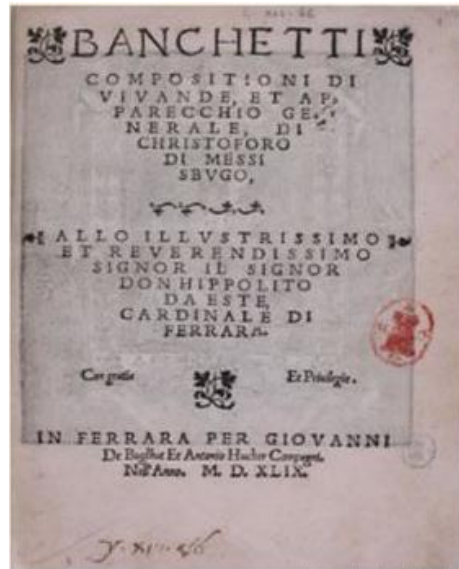 BANCHETTI
COMPOSITIONI DI
VIVANDE, ET AP,
PARECCHIO GE,
NERALE, DI
CHRISTOFORO
DI MESSI
SBVGO,
ALLO ILLVSTRISSIMO
ET REVERENDISSIMO
SIGNOR IL SIGNOR
DON HIPPOLITO
DA ESTE,
CARDINALE DI
FERRARA.
Con gratia Et Priuilegio.
IN FERRARA PER GIOVANNI
De Buglhat Et Antonio Hucher Compagni.
Nell'Anno. M. D. XLIX.